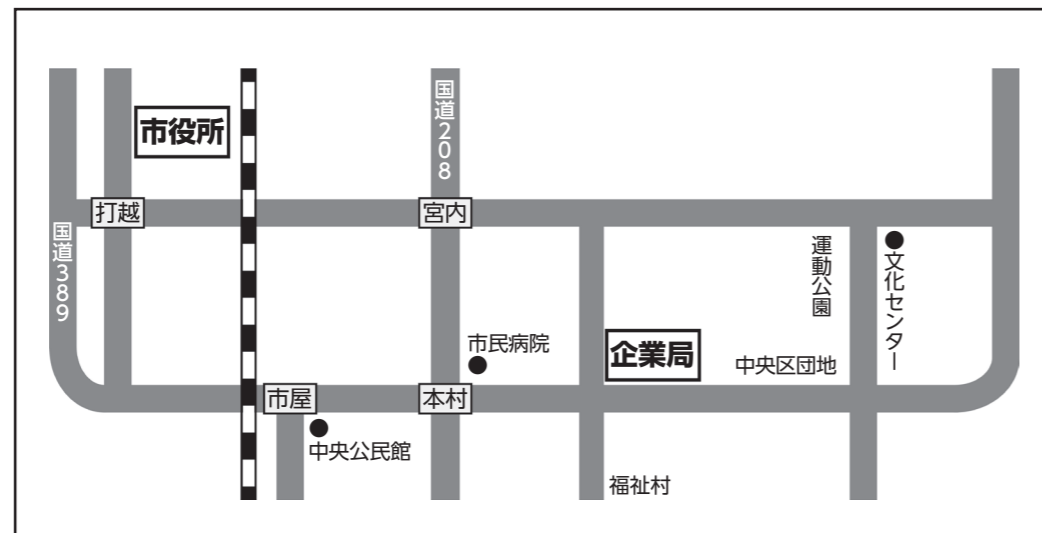 市役所
国道208
打越
宮内
国道389
運動公園
文化センター
市民病院
企業局
中央区団地
市屋
本村
中央公民館
福祉村